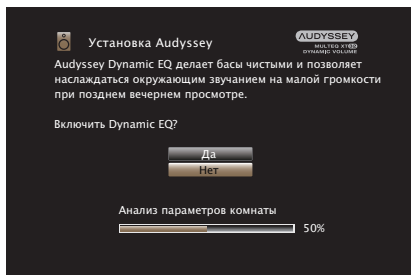 Установка Audyssey
AUDYSSEY
MULTEQ XT32
DYNAMIC VOLUME
Audyssey Dynamic EQ делает басы чистыми и позволяет
наслаждаться окружающим звучанием на малой громкости
при позднем вечернем просмотре.
Включить Dynamic EQ?
Да
Нет
Анализ параметров комнаты
50%